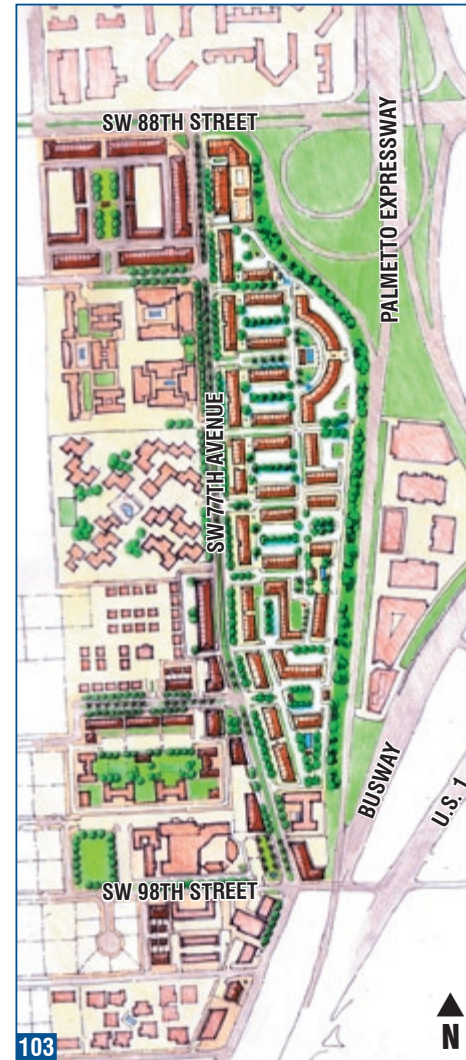 SW 88TH STREET
PALMETTO EXPRESSWAY
SW 77TH AVENUE
BUSWAY
U.S. 1
SW 98TH STREET
N
103